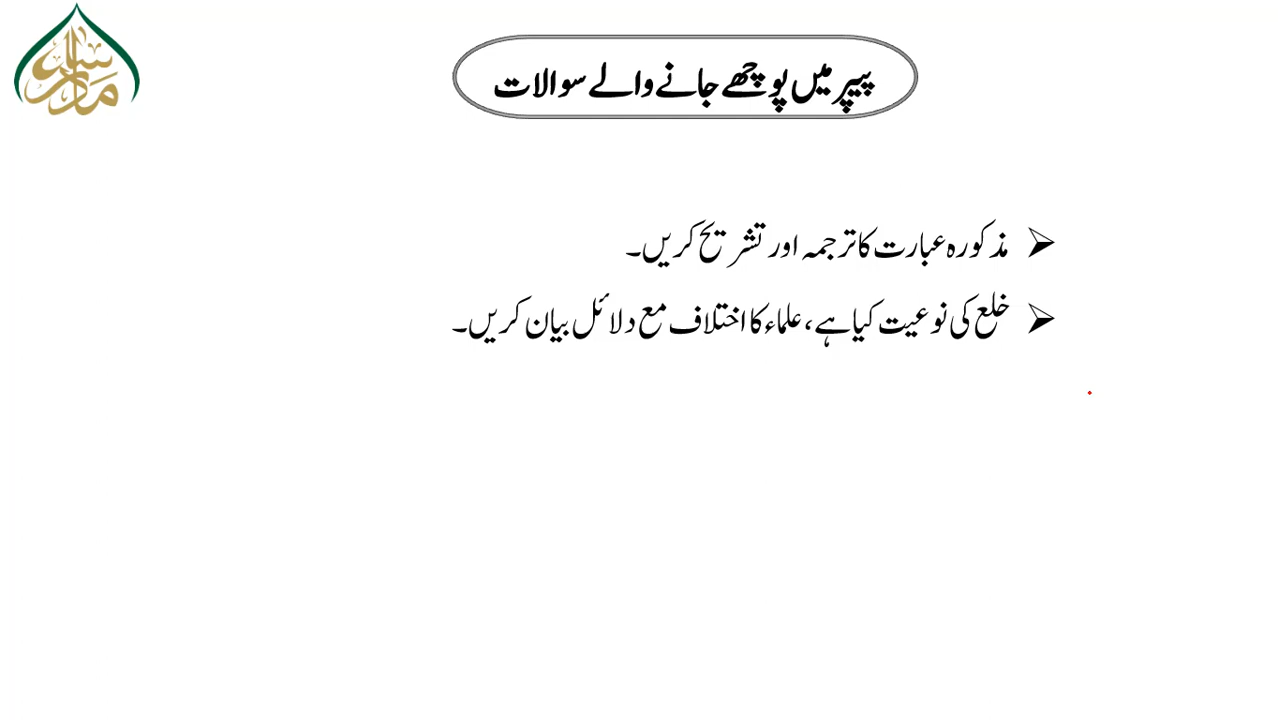 پیپر میں پوچھے جانے والے سوالات
مذکورہ عبارت کا ترجمہ اور تشریح کریں۔
خلع کی نوعیت کیا ہے، علماء کا اختلاف مع دلائل بیان کریں۔